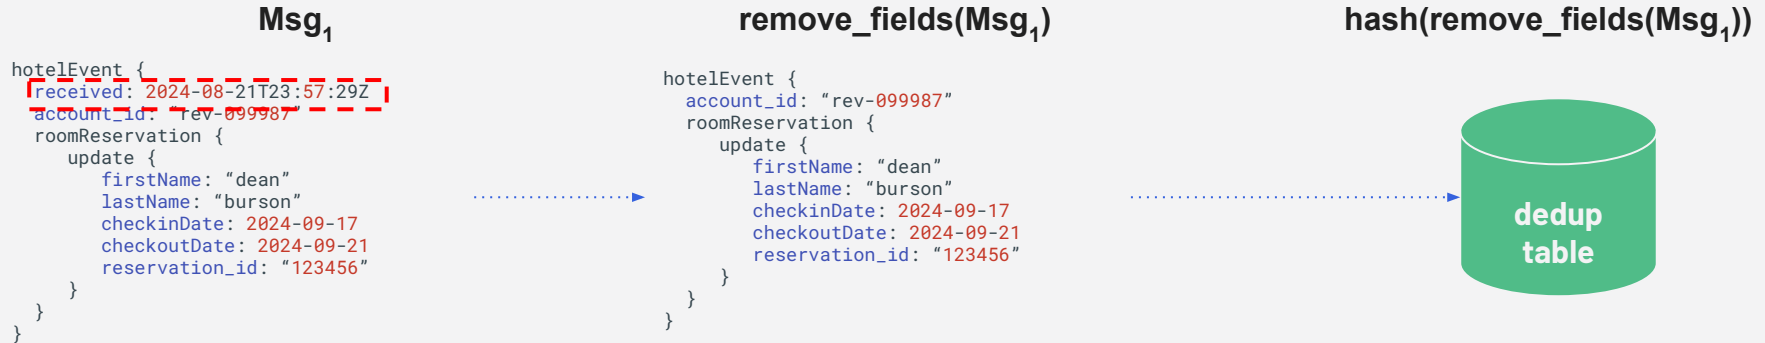 Msg₁
hotelEvent {
received: 2024-08-21T23:57:29Z
account_id: “rev-099987”
roomReservation {
update {
firstName: “dean”
lastName: “burson”
checkinDate: 2024-09-17
checkoutDate: 2024-09-21
reservation_id: “123456”
}
}
}
remove_fields(Msg₁)
hotelEvent {
account_id: “rev-099987”
roomReservation {
update {
firstName: “dean”
lastName: “burson”
checkinDate: 2024-09-17
checkoutDate: 2024-09-21
reservation_id: “123456”
}
}
}
hash(remove_fields(Msg₁))
dedup
table